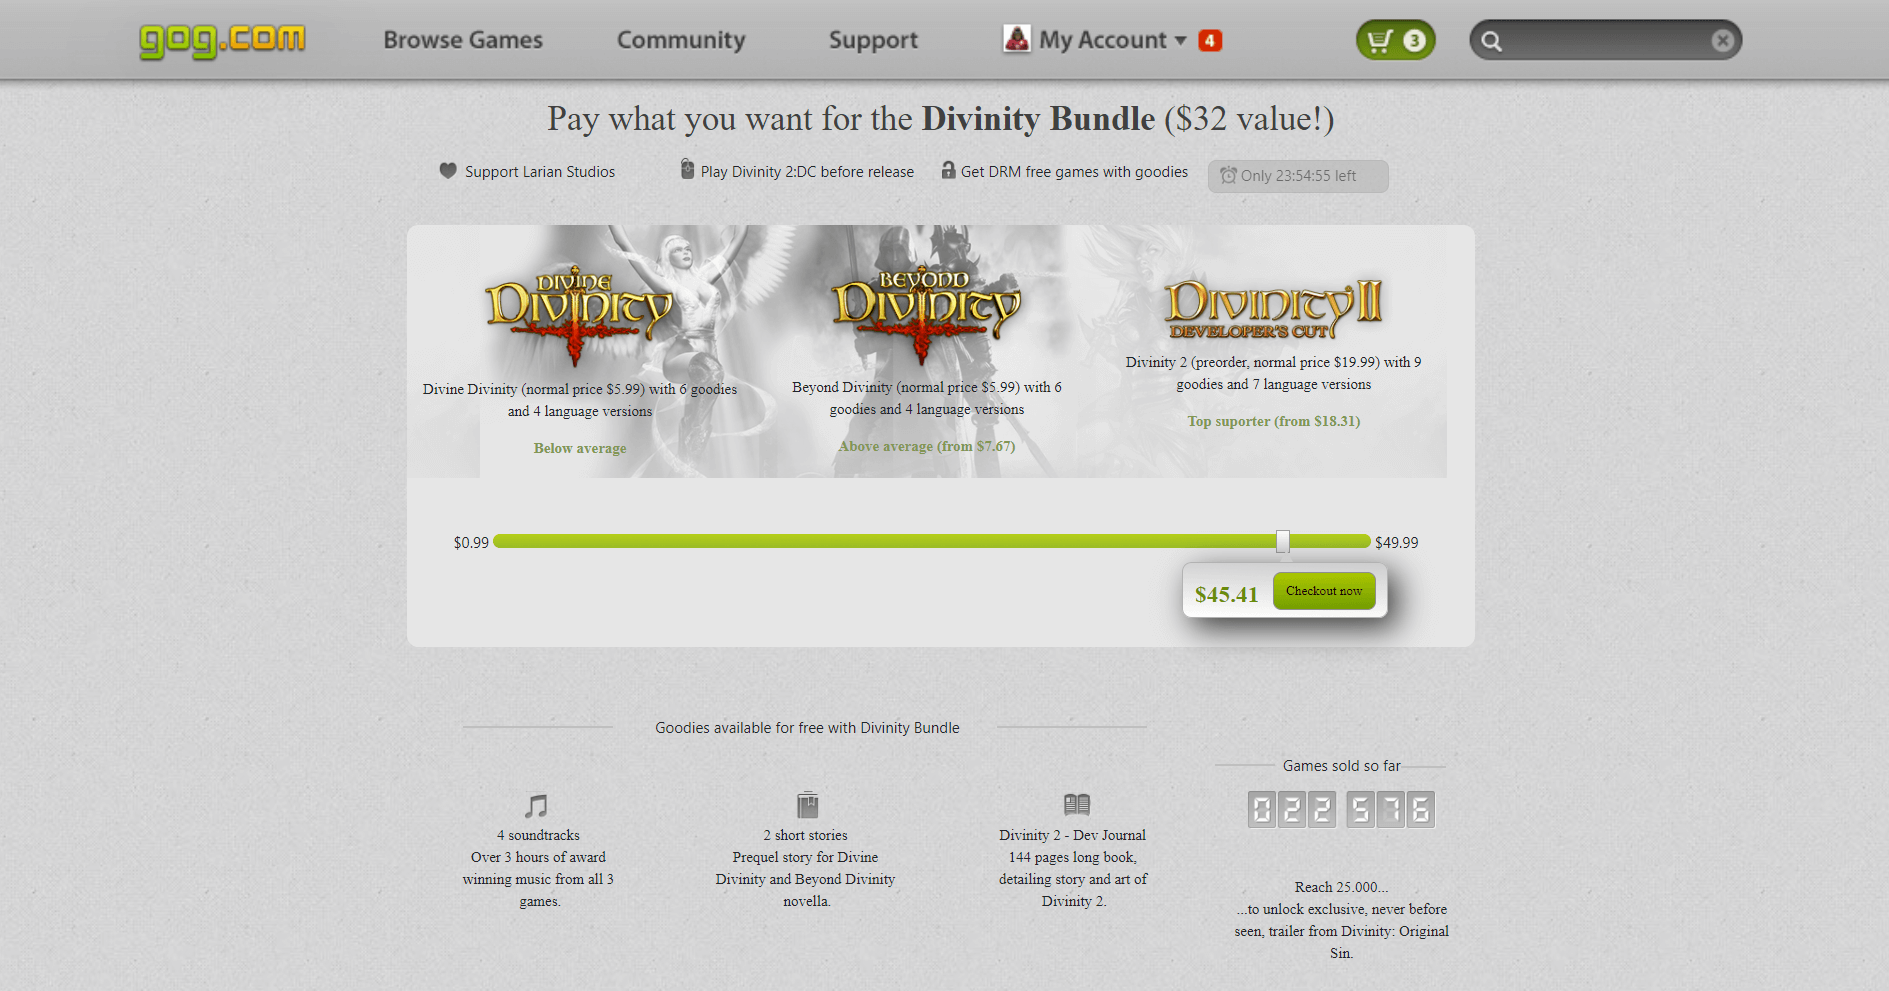 gog.com Browse Games Community Support My Account 4 3
Pay what you want for the Divinity Bundle ($32 value!)
Support Larian Studios Play Divinity 2:DC before release Get DRM free games with goodies Only 23:54:55 left
DIVINE
DIVINITY
Divine Divinity (normal price $5.99) with 6 goodies
and 4 language versions
Below average
BEYOND
DIVINITY
Beyond Divinity (normal price $5.99) with 6
goodies and 4 language versions
Above average (from $7.67)
DIVINITY II
DEVELOPER'S CUT
Divinity 2 (preorder, normal price $19.99) with 9
goodies and 7 language versions
Top suporter (from $18.31)
$0.99 $49.99
$45.41 Checkout now
Goodies available for free with Divinity Bundle
4 soundtracks
Over 3 hours of award
winning music from all 3
games.
2 short stories
Prequel story for Divine
Divinity and Beyond Divinity
novella.
Divinity 2 - Dev Journal
144 pages long book,
detailing story and art of
Divinity 2.
Games sold so far
022 576
Reach 25.000...
...to unlock exclusive, never before
seen, trailer from Divinity: Original
Sin.